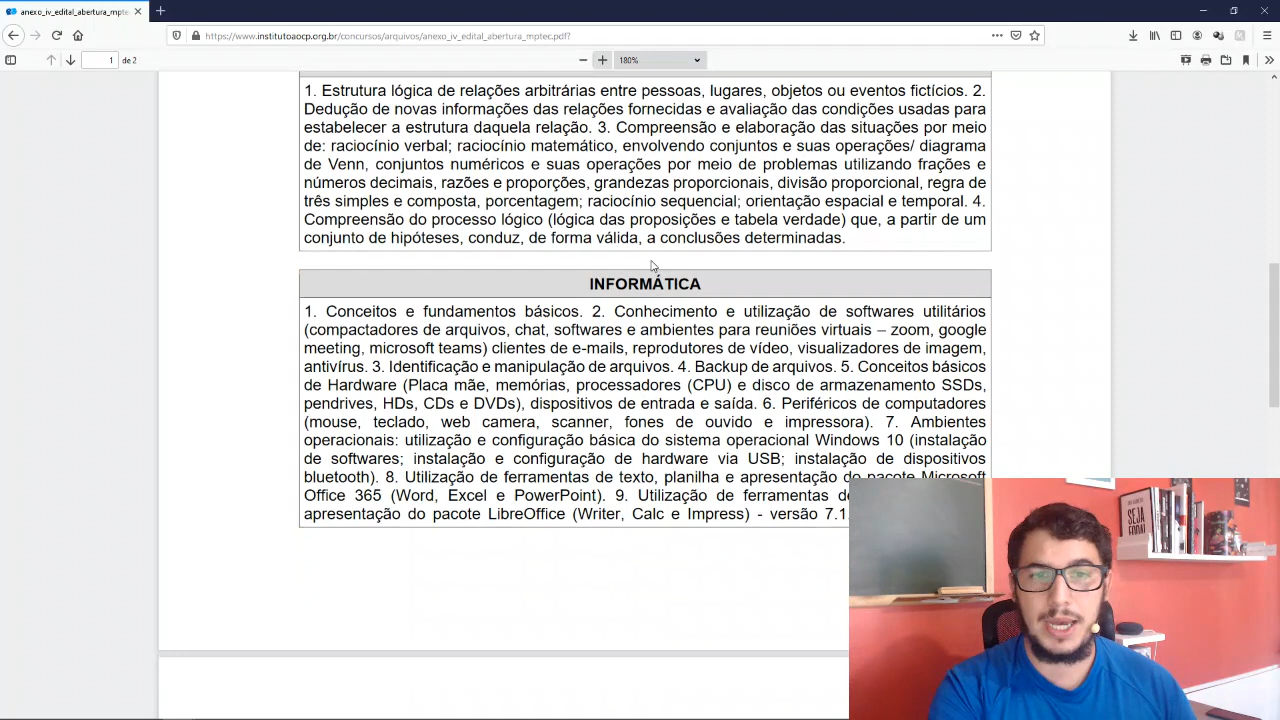 anexo_iv_edital_abertura_mpte
https://www.institutoaocp.org.br/concursos/arquivos/anexo_iv_edital_abertura_mptec.pdf?
1 de 2
180%
1. Estrutura lógica de relações arbitrárias entre pessoas, lugares, objetos ou eventos fictícios. 2.
Dedução de novas informações das relações fornecidas e avaliação das condições usadas para
estabelecer a estrutura daquela relação. 3. Compreensão e elaboração das situações por meio
de: raciocínio verbal; raciocínio matemático, envolvendo conjuntos e suas operações/ diagrama
de Venn, conjuntos numéricos e suas operações por meio de problemas utilizando frações e
números decimais, razões e proporções, grandezas proporcionais, divisão proporcional, regra de
três simples e composta, porcentagem; raciocínio sequencial; orientação espacial e temporal. 4.
Compreensão do processo lógico (lógica das proposições e tabela verdade) que, a partir de um
conjunto de hipóteses, conduz, de forma válida, a conclusões determinadas.
INFORMÁTICA
1. Conceitos e fundamentos básicos. 2. Conhecimento e utilização de softwares utilitários
(compactadores de arquivos, chat, softwares e ambientes para reuniões virtuais – zoom, google
meeting, microsoft teams) clientes de e-mails, reprodutores de vídeo, visualizadores de imagem,
antivírus. 3. Identificação e manipulação de arquivos. 4. Backup de arquivos. 5. Conceitos básicos
de Hardware (Placa mãe, memórias, processadores (CPU) e disco de armazenamento SSDs,
pendrives, HDs, CDs e DVDs), dispositivos de entrada e saída. 6. Periféricos de computadores
(mouse, teclado, web camera, scanner, fones de ouvido e impressora). 7. Ambientes
operacionais: utilização e configuração básica do sistema operacional Windows 10 (instalação
de softwares; instalação e configuração de hardware via USB; instalação de dispositivos
bluetooth). 8. Utilização de ferramentas de texto, planilha e apresentação do pacote Microsoft
Office 365 (Word, Excel e PowerPoint). 9. Utilização de ferramentas de
apresentação do pacote LibreOffice (Writer, Calc e Impress) - versão 7.1.
SEJA
FODA!